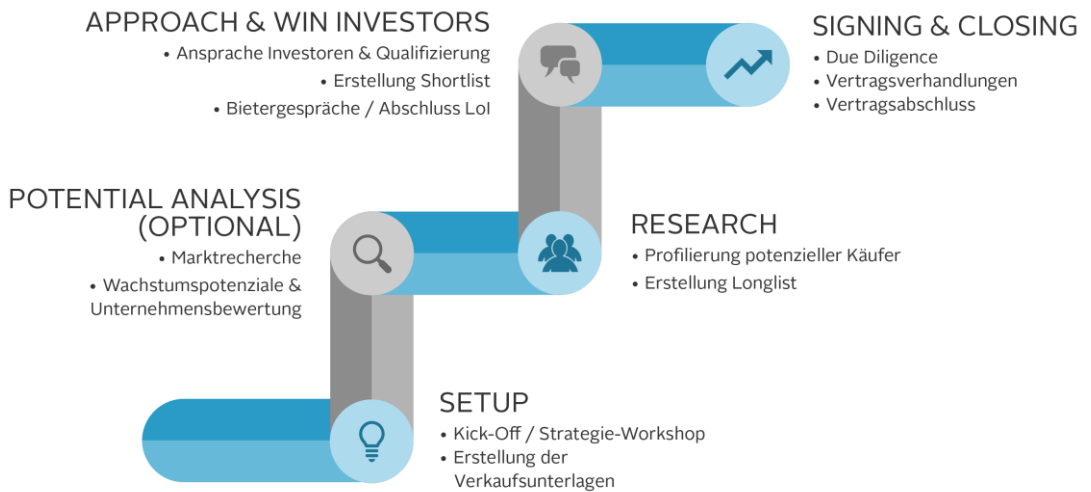 APPROACH & WIN INVESTORS
• Ansprache Investoren & Qualifizierung
• Erstellung Shortlist
• Bietergespräche / Abschluss LoI
SIGNING & CLOSING
• Due Diligence
• Vertragsverhandlungen
• Vertragsabschluss
POTENTIAL ANALYSIS
(OPTIONAL)
• Marktrecherche
• Wachstumspotenziale &
Unternehmensbewertung
RESEARCH
• Profilierung potenzieller Käufer
• Erstellung Longlist
SETUP
• Kick-Off / Strategie-Workshop
• Erstellung der
Verkaufsunterlagen